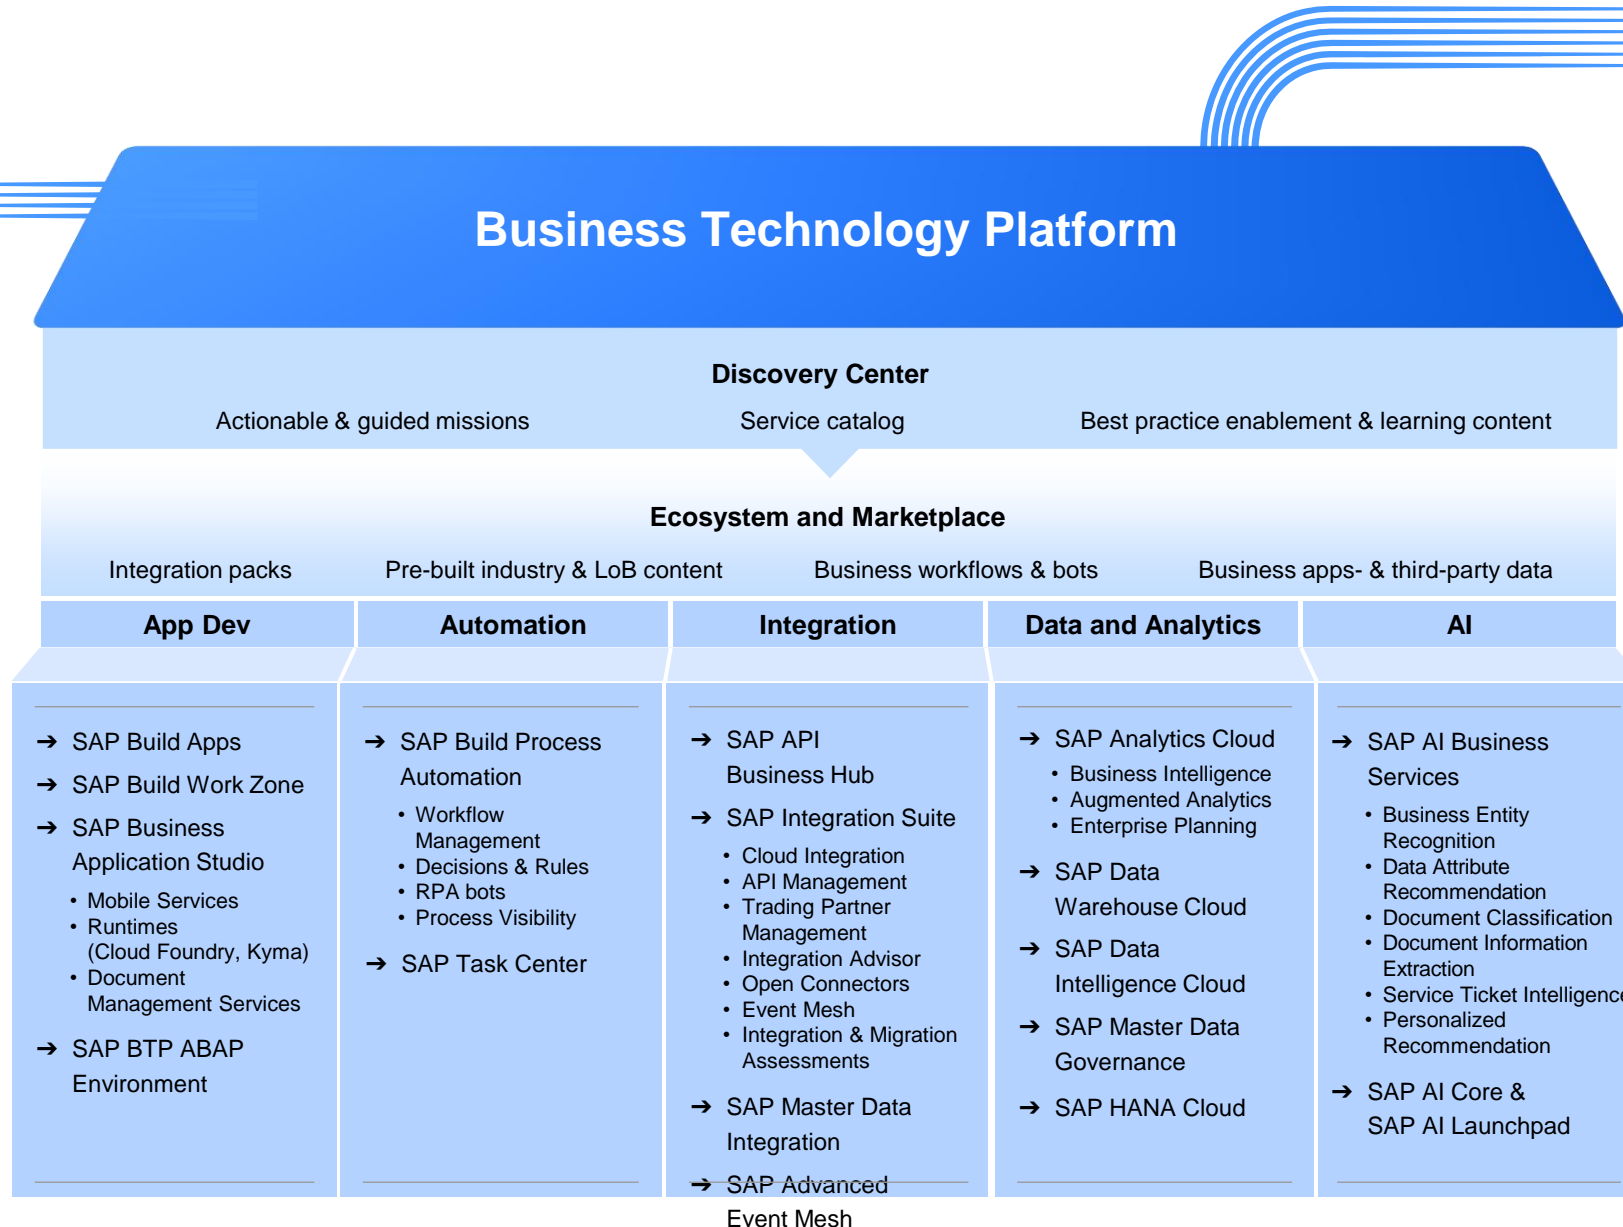 Business Technology Platform
Discovery Center
Actionable & guided missions
Service catalog
Best practice enablement & learning content
Ecosystem and Marketplace
Integration packs
Pre-built industry & LoB content
Business workflows & bots
Business apps- & third-party data
App Dev
Automation
Integration
Data and Analytics
AI
➔ SAP Build Apps
➔ SAP Build Work Zone
➔ SAP Business
Application Studio
• Mobile Services
• Runtimes
(Cloud Foundry, Kyma)
• Document
Management Services
➔ SAP BTP ABAP
Environment
➔ SAP Build Process
Automation
• Workflow
Management
• Decisions & Rules
• RPA bots
• Process Visibility
➔ SAP Task Center
➔ SAP API
Business Hub
➔ SAP Integration Suite
• Cloud Integration
• API Management
• Trading Partner
Management
• Integration Advisor
• Open Connectors
• Event Mesh
• Integration & Migration
Assessments
➔ SAP Master Data
Integration
➔ SAP Advanced
Event Mesh
➔ SAP Analytics Cloud
• Business Intelligence
• Augmented Analytics
• Enterprise Planning
➔ SAP Data
Warehouse Cloud
➔ SAP Data
Intelligence Cloud
➔ SAP Master Data
Governance
➔ SAP HANA Cloud
➔ SAP AI Business
Services
• Business Entity
Recognition
• Data Attribute
Recommendation
• Document Classification
• Document Information
Extraction
• Service Ticket Intelligence
• Personalized
Recommendation
➔ SAP AI Core &
SAP AI Launchpad